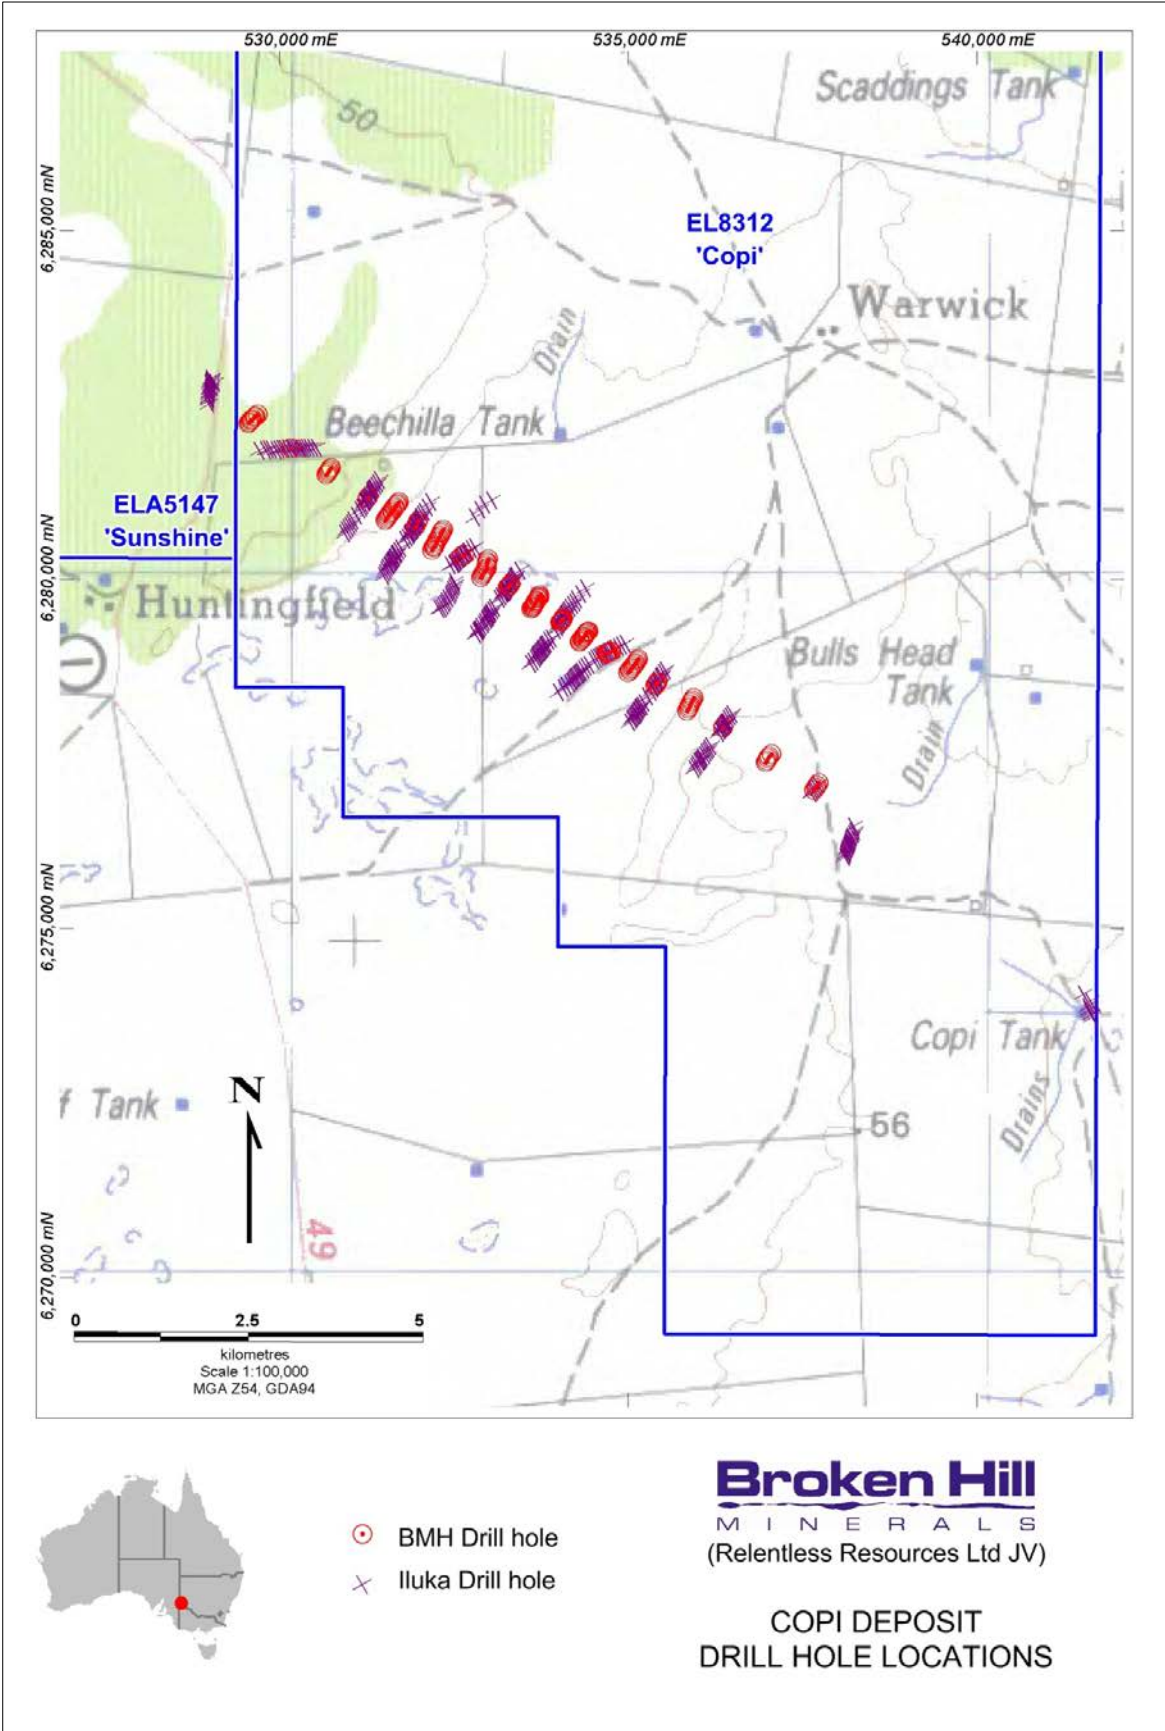 530,000 mE
535,000 mE
540,000 mE
Scaddings Tank
50
6,285,000 mN
EL8312
'Copi'
Warwick
Drain
Beechilla Tank
ELA5147
'Sunshine'
6,280,000 mN
Huntingfield
Bulls Head
Tank
Drain
6,275,000 mN
Copi Tank
N
f Tank
Drains
56
49
6,270,000 mN
0 2.5 5
kilometres
Scale 1:100,000
MGA Z54, GDA94
Broken Hill
MINERALS
(Relentless Resources Ltd JV)
BMH Drill hole
Iluka Drill hole
COPI DEPOSIT
DRILL HOLE LOCATIONS